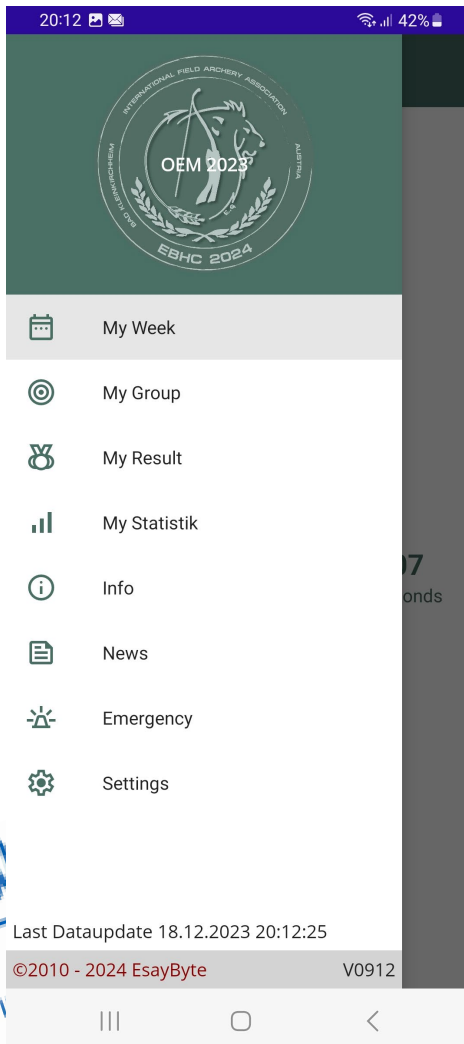 20:12
42%
INTERNATIONAL FIELD ARCHERY ASSOCIATION
AUSTRIA
BAD KLEINKIRCHHEIM
OEM 2023
EBHC 2024
My Week
My Group
My Result
My Statistik
07
onds
Info
News
Emergency
Settings
Last Dataupdate 18.12.2023 20:12:25
©2010 - 2024 EsayByte
V0912